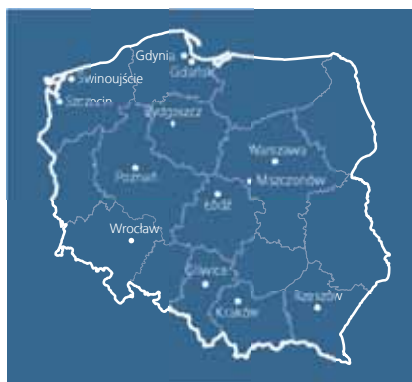 Gdynia
Gdańsk
Świnoujście
Szczecin
Bydgoszcz
Warszawa
Poznań
Mszczonów
Łódź
Wrocław
Gliwice
Rzeszów
Kraków